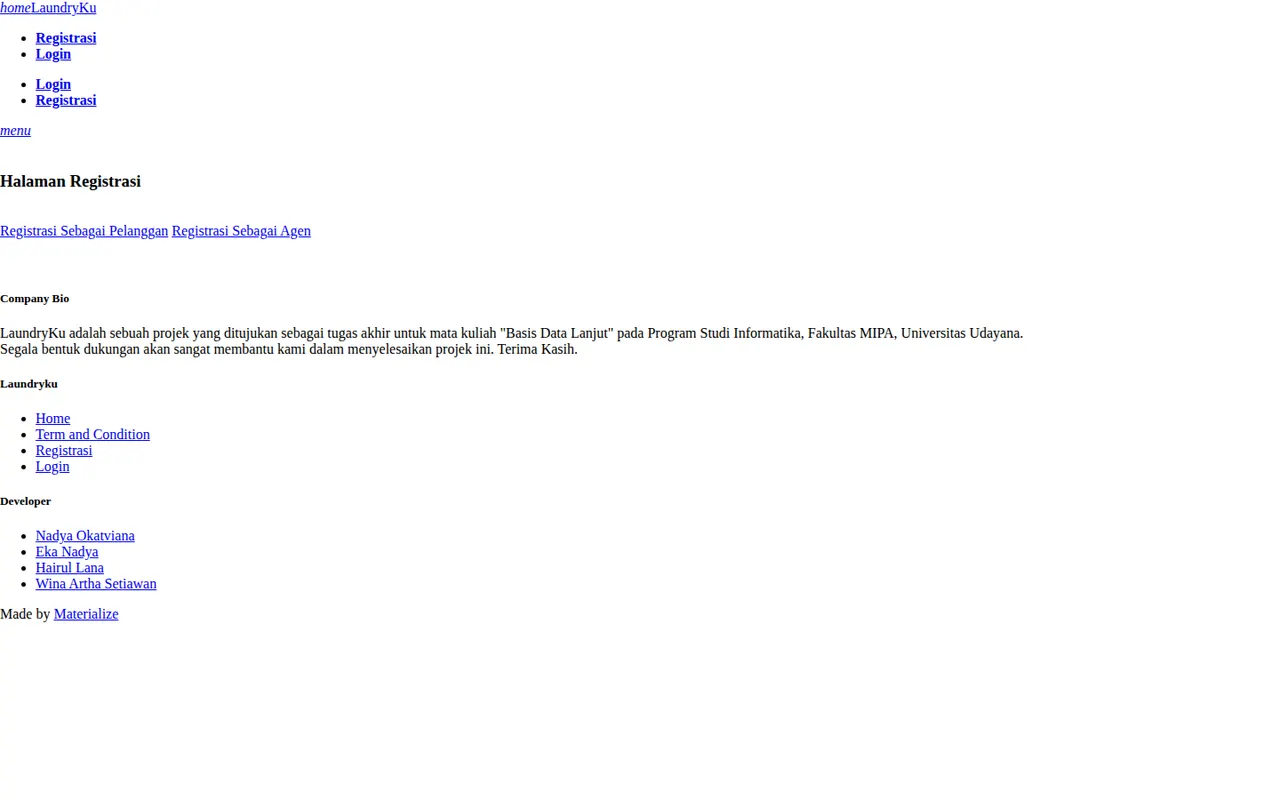 homeLaundryKu
Registrasi
Login
Login
Registrasi
menu
Halaman Registrasi
Registrasi Sebagai Pelanggan Registrasi Sebagai Agen
Company Bio
LaundryKu adalah sebuah projek yang ditujukan sebagai tugas akhir untuk mata kuliah "Basis Data Lanjut" pada Program Studi Informatika, Fakultas MIPA, Universitas Udayana.
Segala bentuk dukungan akan sangat membantu kami dalam menyelesaikan projek ini. Terima Kasih.
Laundryku
Home
Term and Condition
Registrasi
Login
Developer
Nadya Okatviana
Eka Nadya
Hairul Lana
Wina Artha Setiawan
Made by Materialize